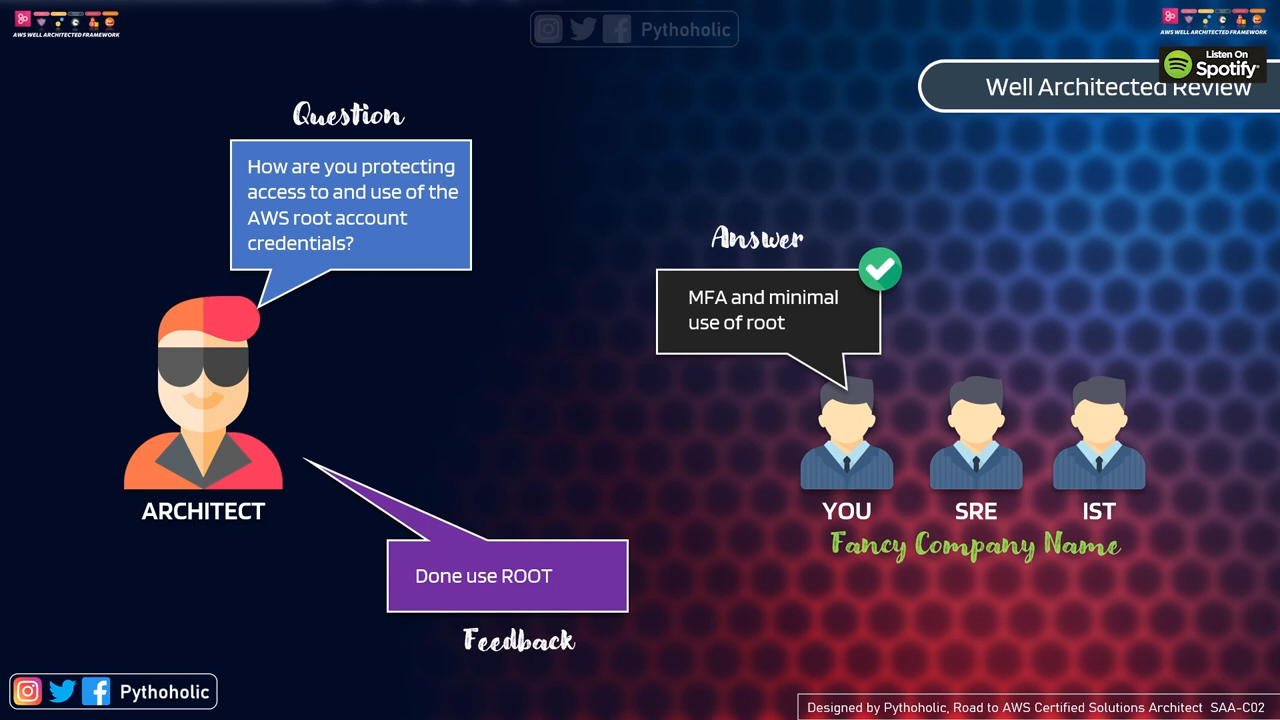 AWS WELL ARCHITECTED FRAMEWORK
Pythoholic
AWS WELL ARCHITECTED FRAMEWORK
Listen On
Spotify
Well Architected Review
Question
How are you protecting
access to and use of the
AWS root account
credentials?
Answer
MFA and minimal
use of root
ARCHITECT
YOU
SRE
IST
Fancy Company Name
Done use ROOT
Feedback
Pythoholic
Designed by Pythoholic, Road to AWS Certified Solutions Architect SAA-C02